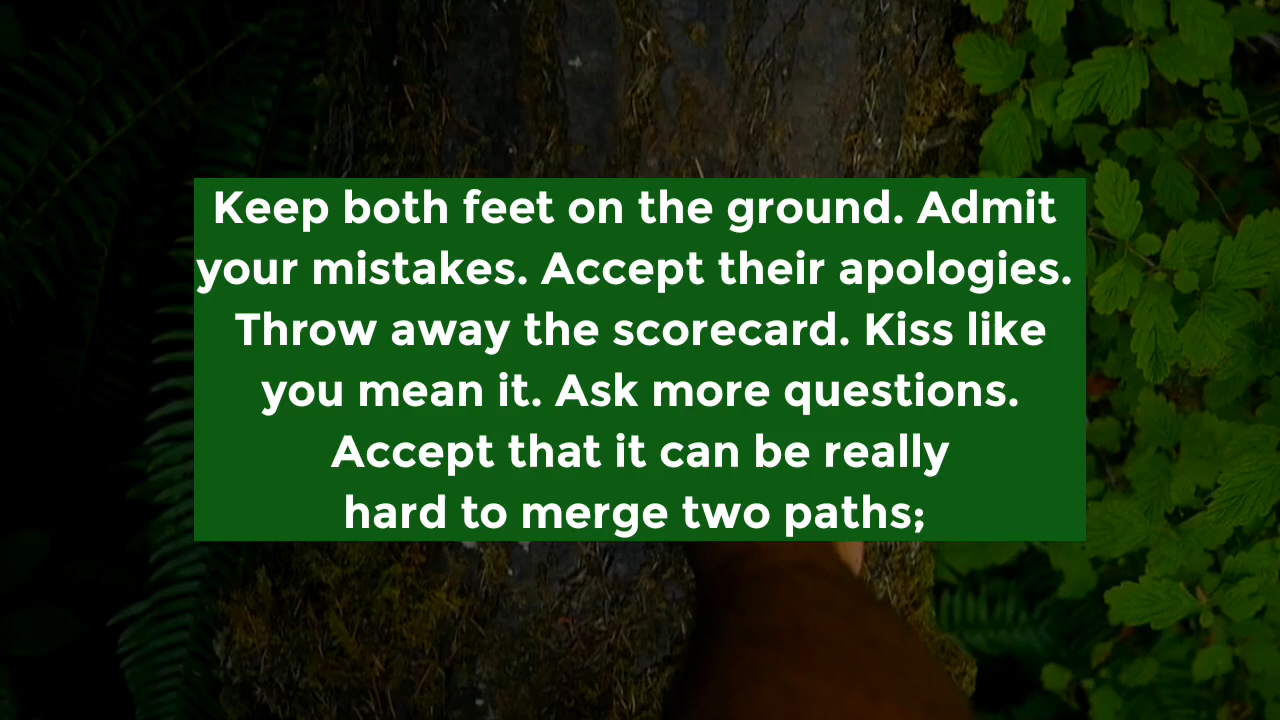 Keep both feet on the ground. Admit
your mistakes. Accept their apologies.
Throw away the scorecard. Kiss like
you mean it. Ask more questions.
Accept that it can be really
hard to merge two paths;